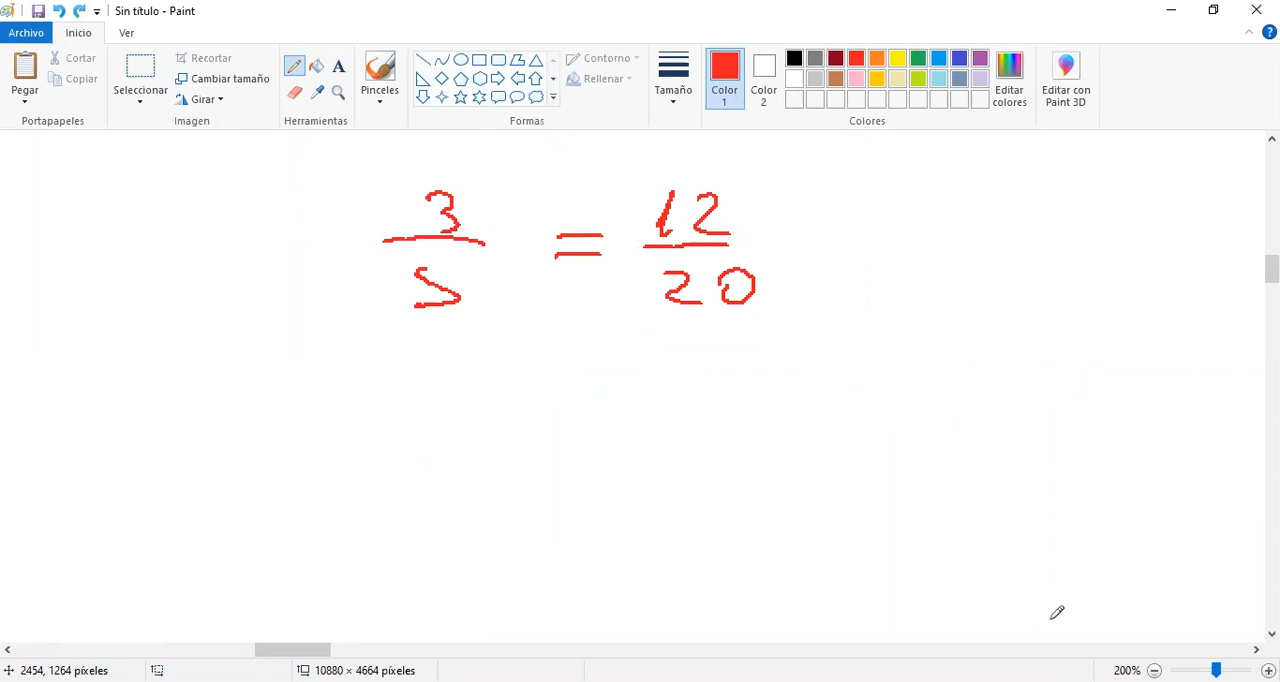 Sin título - Paint
Archivo Inicio Ver
Pegar
Cortar
Copiar
Portapapeles
Seleccionar
Recortar
Cambiar tamaño
Girar
Imagen
A
Herramientas
Pinceles
Contorno
Rellenar
Formas
Tamaño
Color 1
Color 2
Editar colores
Colores
Editar con Paint 3D
3 = 12
5 20
2454, 1264 píxeles 10880 × 4664 píxeles 200%